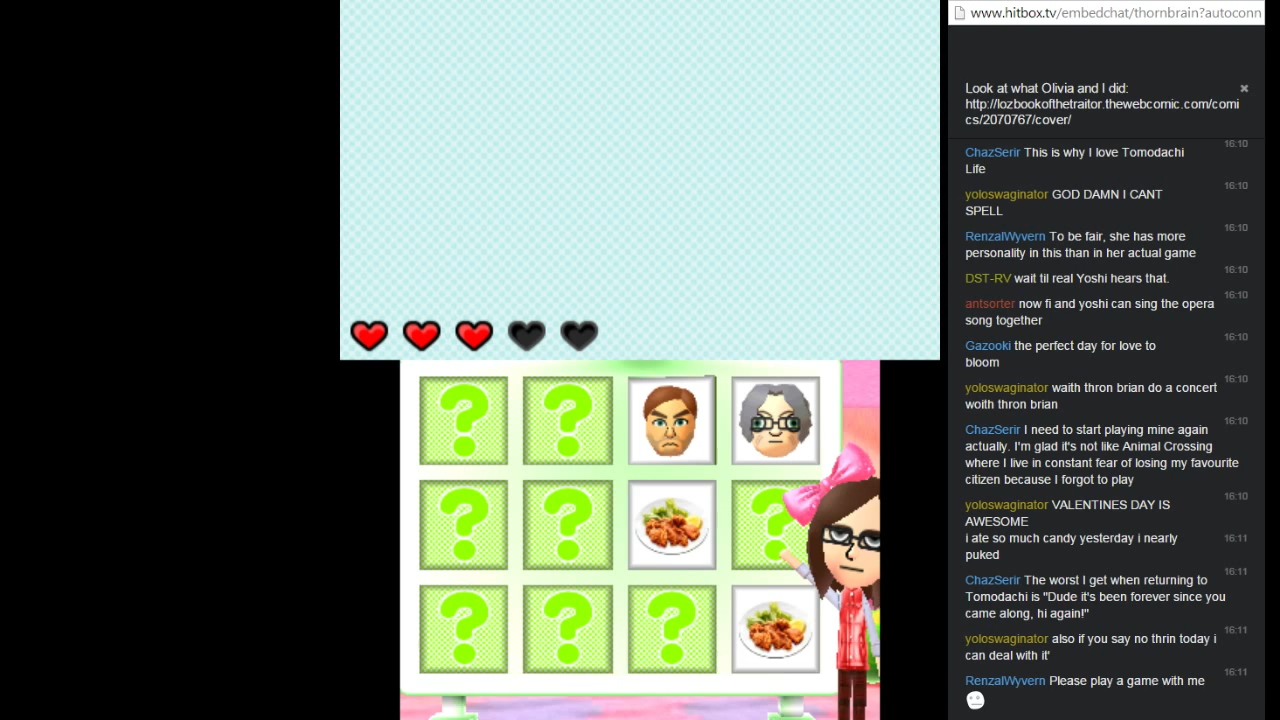 www.hitbox.tv/embedchat/thornbrain?autoconn
Look at what Olivia and I did:
http://lozbookofthetraitor.thewebcomic.com/comi
cs/2070767/cover/
ChazSerir This is why I love Tomodachi
Life
16:10
yoloswaginator GOD DAMN I CANT
SPELL
16:10
RenzalWyvern To be fair, she has more
personality in this than in her actual game
16:10
DST-RV wait til real Yoshi hears that.
16:10
antsorter now fi and yoshi can sing the opera
song together
16:10
Gazooki the perfect day for love to
bloom
16:10
yoloswaginator waith thron brian do a concert
woith thron brian
16:10
ChazSerir I need to start playing mine again
actually. I'm glad it's not like Animal Crossing
where I live in constant fear of losing my favourite
citizen because I forgot to play
16:10
yoloswaginator VALENTINES DAY IS
AWESOME
16:10
i ate so much candy yesterday i nearly
puked
16:11
ChazSerir The worst I get when returning to
Tomodachi is "Dude it's been forever since you
came along, hi again!"
16:11
yoloswaginator also if you say no thrin today i
can deal with it'
16:11
RenzalWyvern Please play a game with me
16:11
? ?
? ? ?
? ? ?